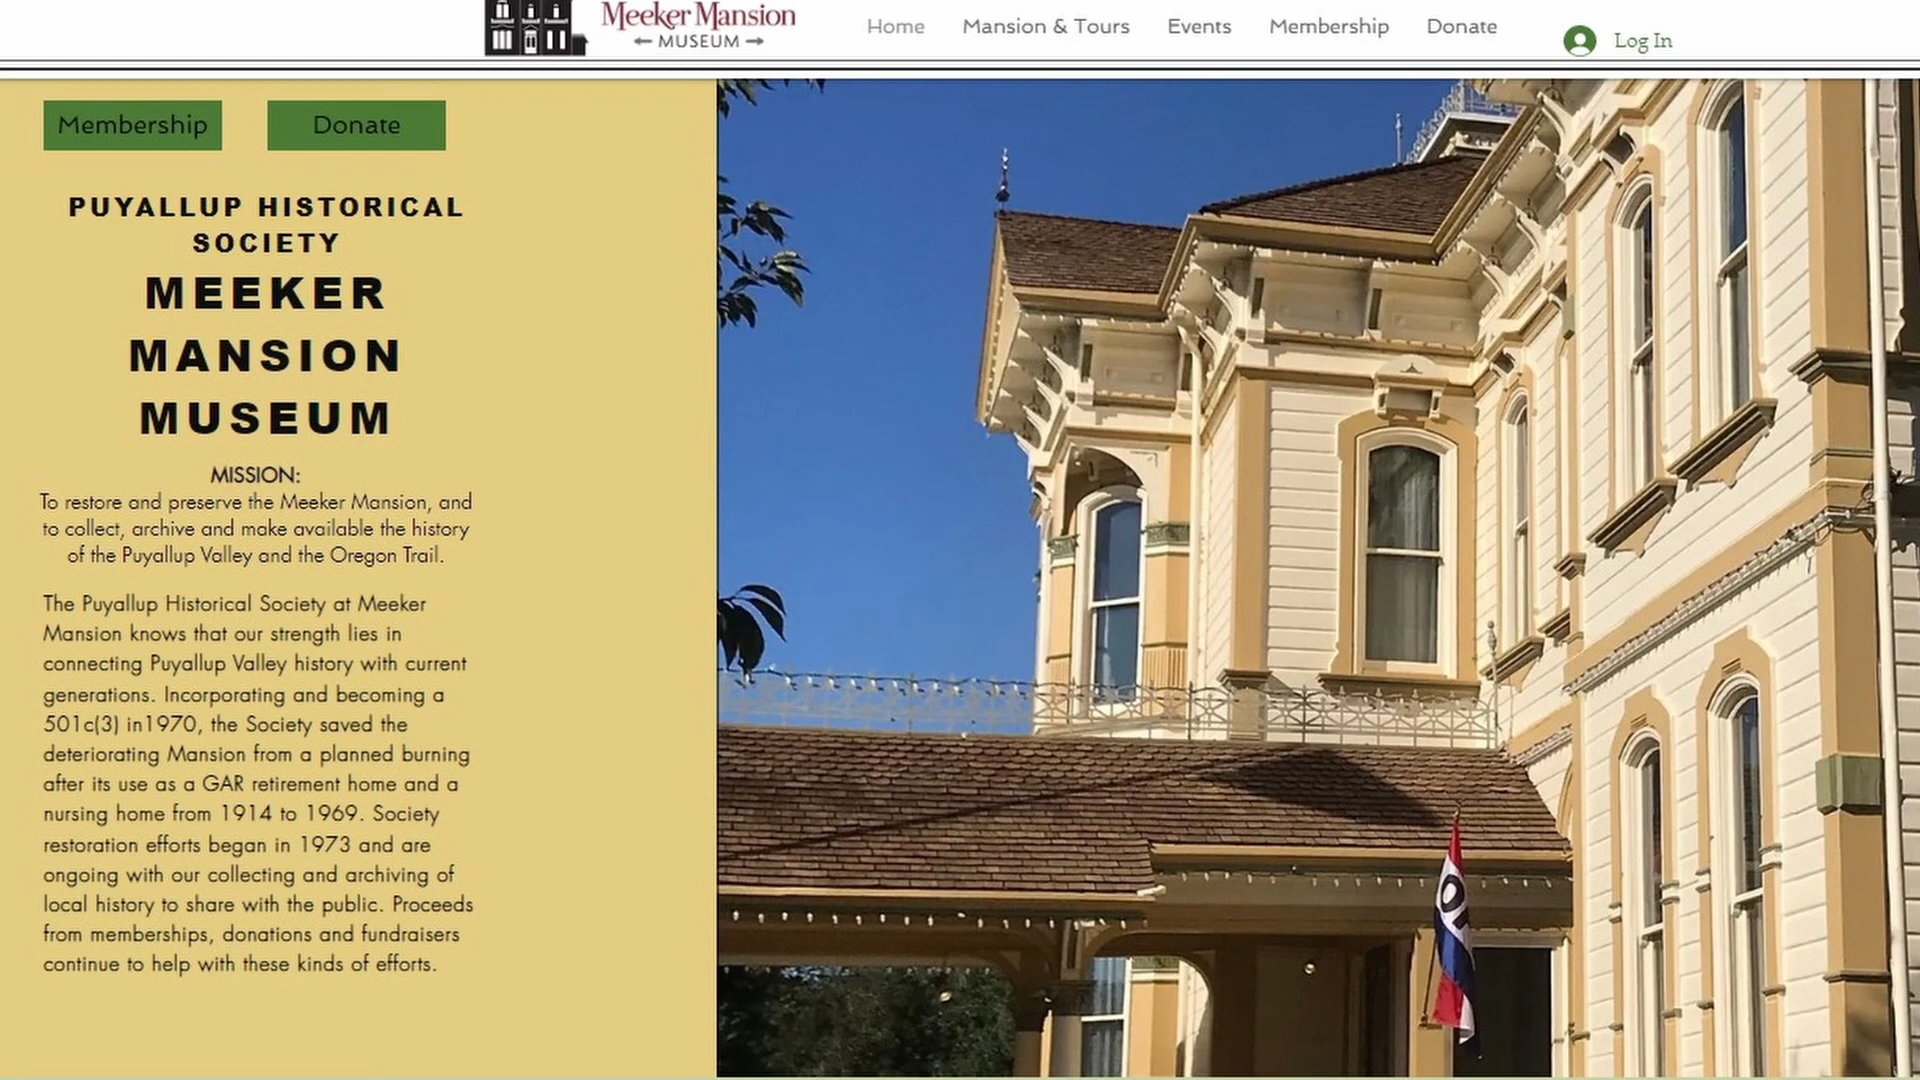 Meeker Mansion
MUSEUM
Home Mansion & Tours Events Membership Donate
Log In
Membership Donate
PUYALLUP HISTORICAL
SOCIETY
MEEKER
MANSION
MUSEUM
MISSION:
To restore and preserve the Meeker Mansion, and
to collect, archive and make available the history
of the Puyallup Valley and the Oregon Trail.
The Puyallup Historical Society at Meeker
Mansion knows that our strength lies in
connecting Puyallup Valley history with current
generations. Incorporating and becoming a
501c(3) in1970, the Society saved the
deteriorating Mansion from a planned burning
after its use as a GAR retirement home and a
nursing home from 1914 to 1969. Society
restoration efforts began in 1973 and are
ongoing with our collecting and archiving of
local history to share with the public. Proceeds
from memberships, donations and fundraisers
continue to help with these kinds of efforts.